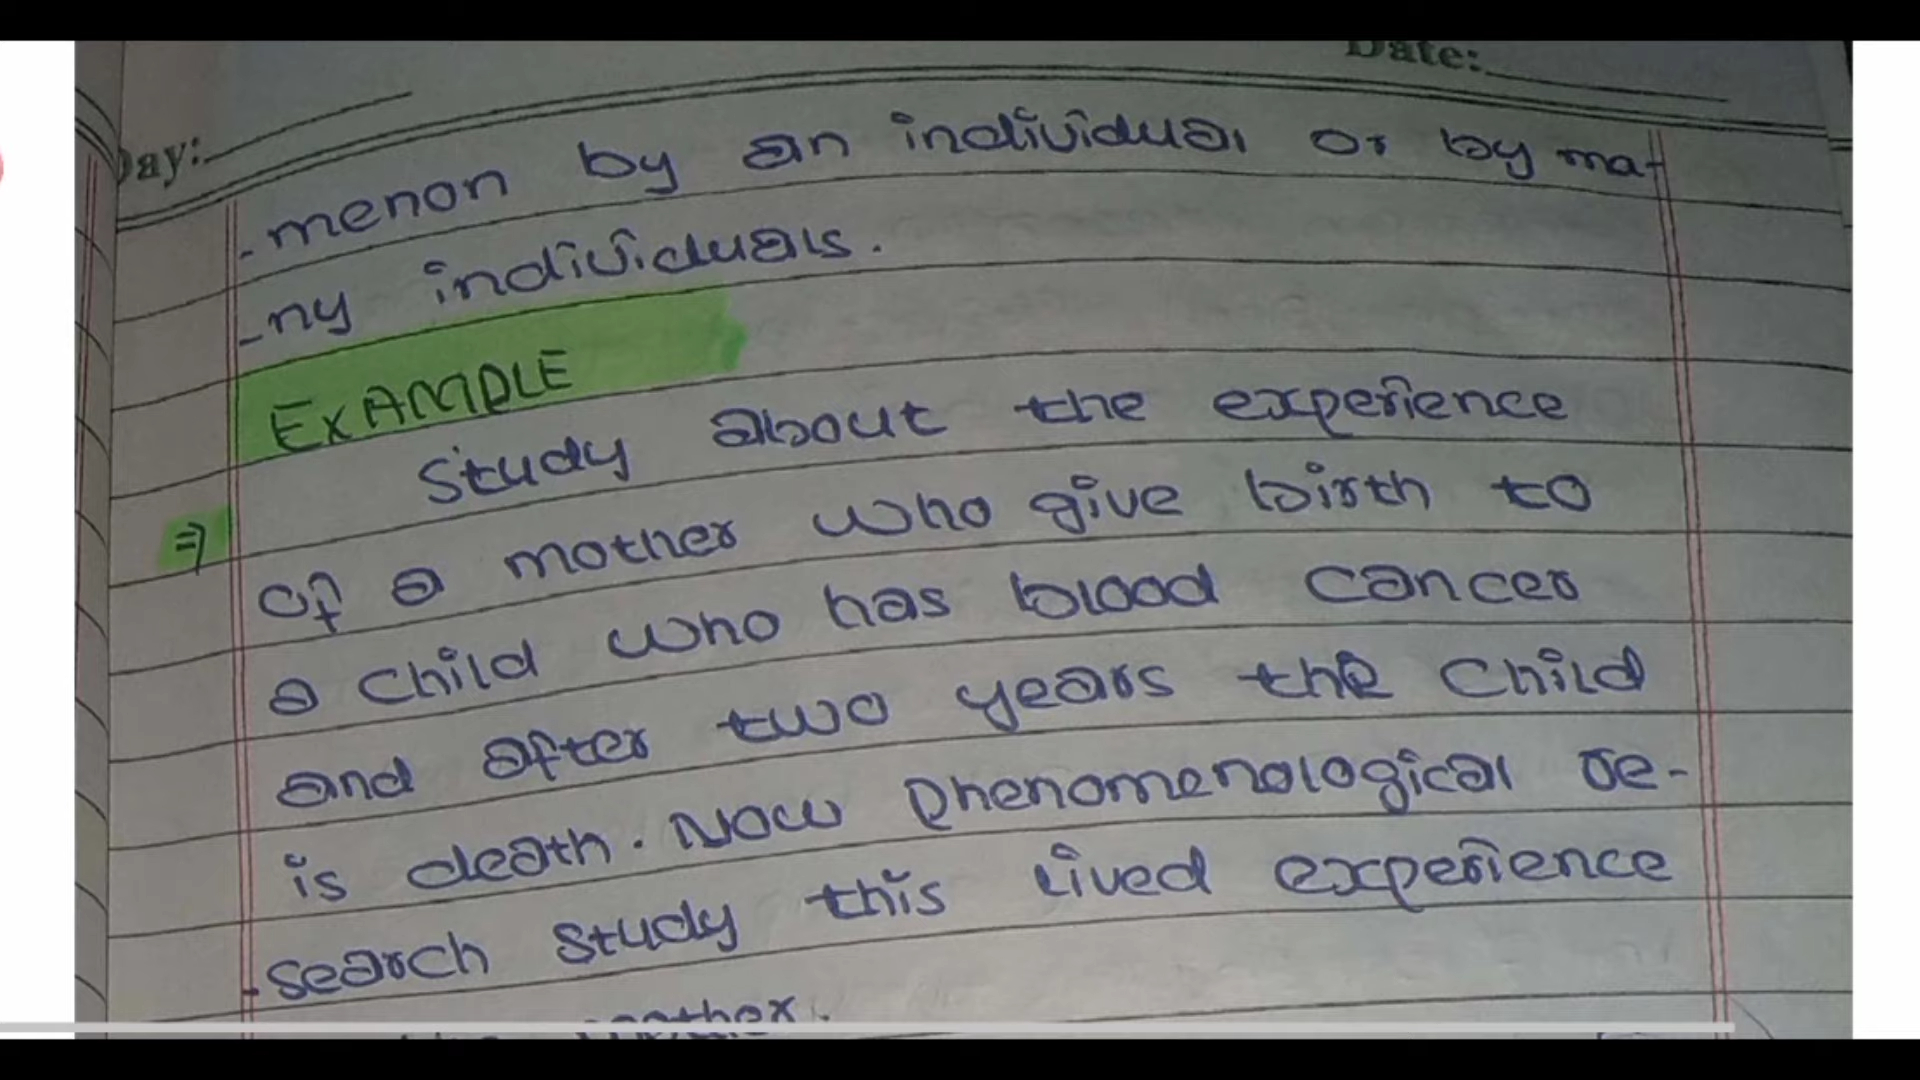 Date:
Day:
-menon by an individual or by ma-
-ny individuals.
EXAMPLE
Study about the experience
⇒
of a mother who give birth to
a child who has blood cancer
and after two years the child
is death. Now phenomenological re-
-search study this lived experience
mother.